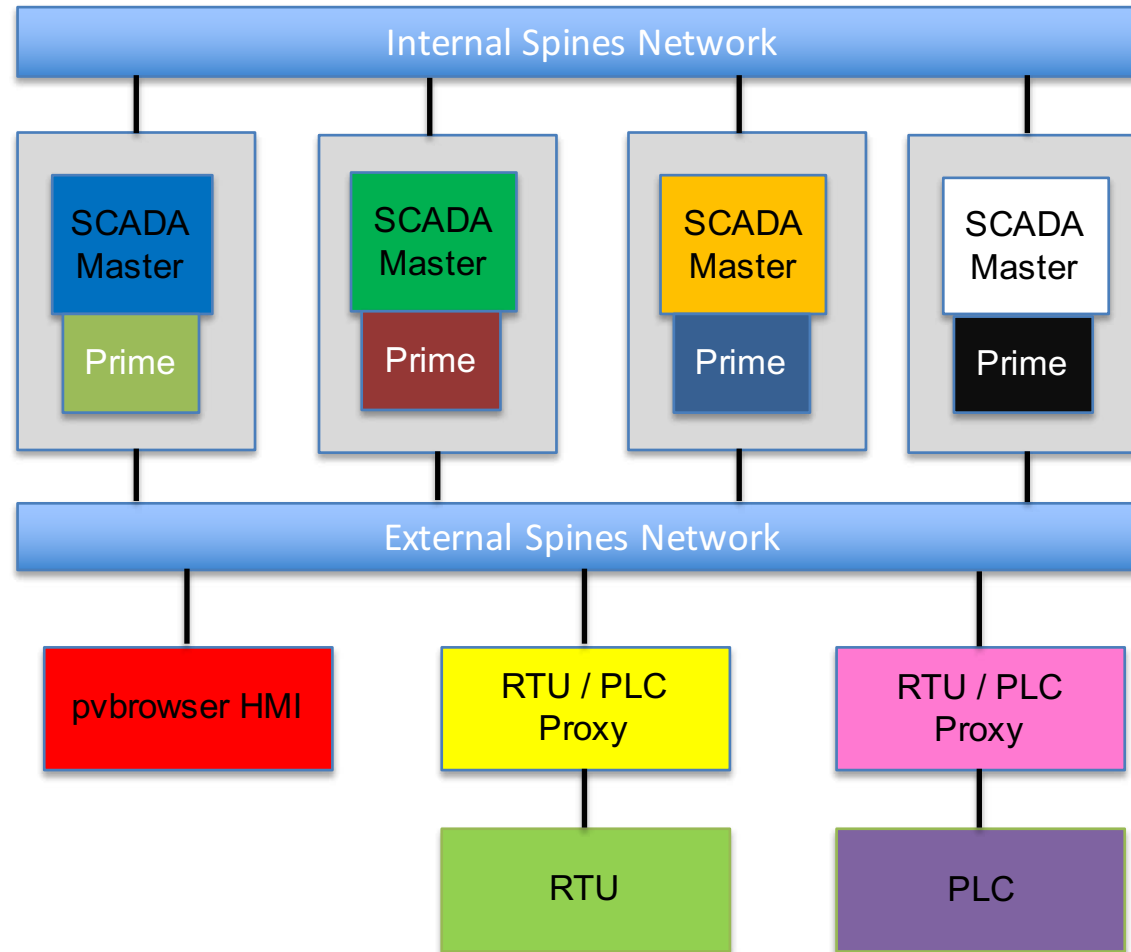 Internal Spines Network
SCADA
Master
Prime
SCADA
Master
Prime
SCADA
Master
Prime
SCADA
Master
Prime
External Spines Network
pvbrowser HMI
RTU / PLC
Proxy
RTU / PLC
Proxy
RTU
PLC